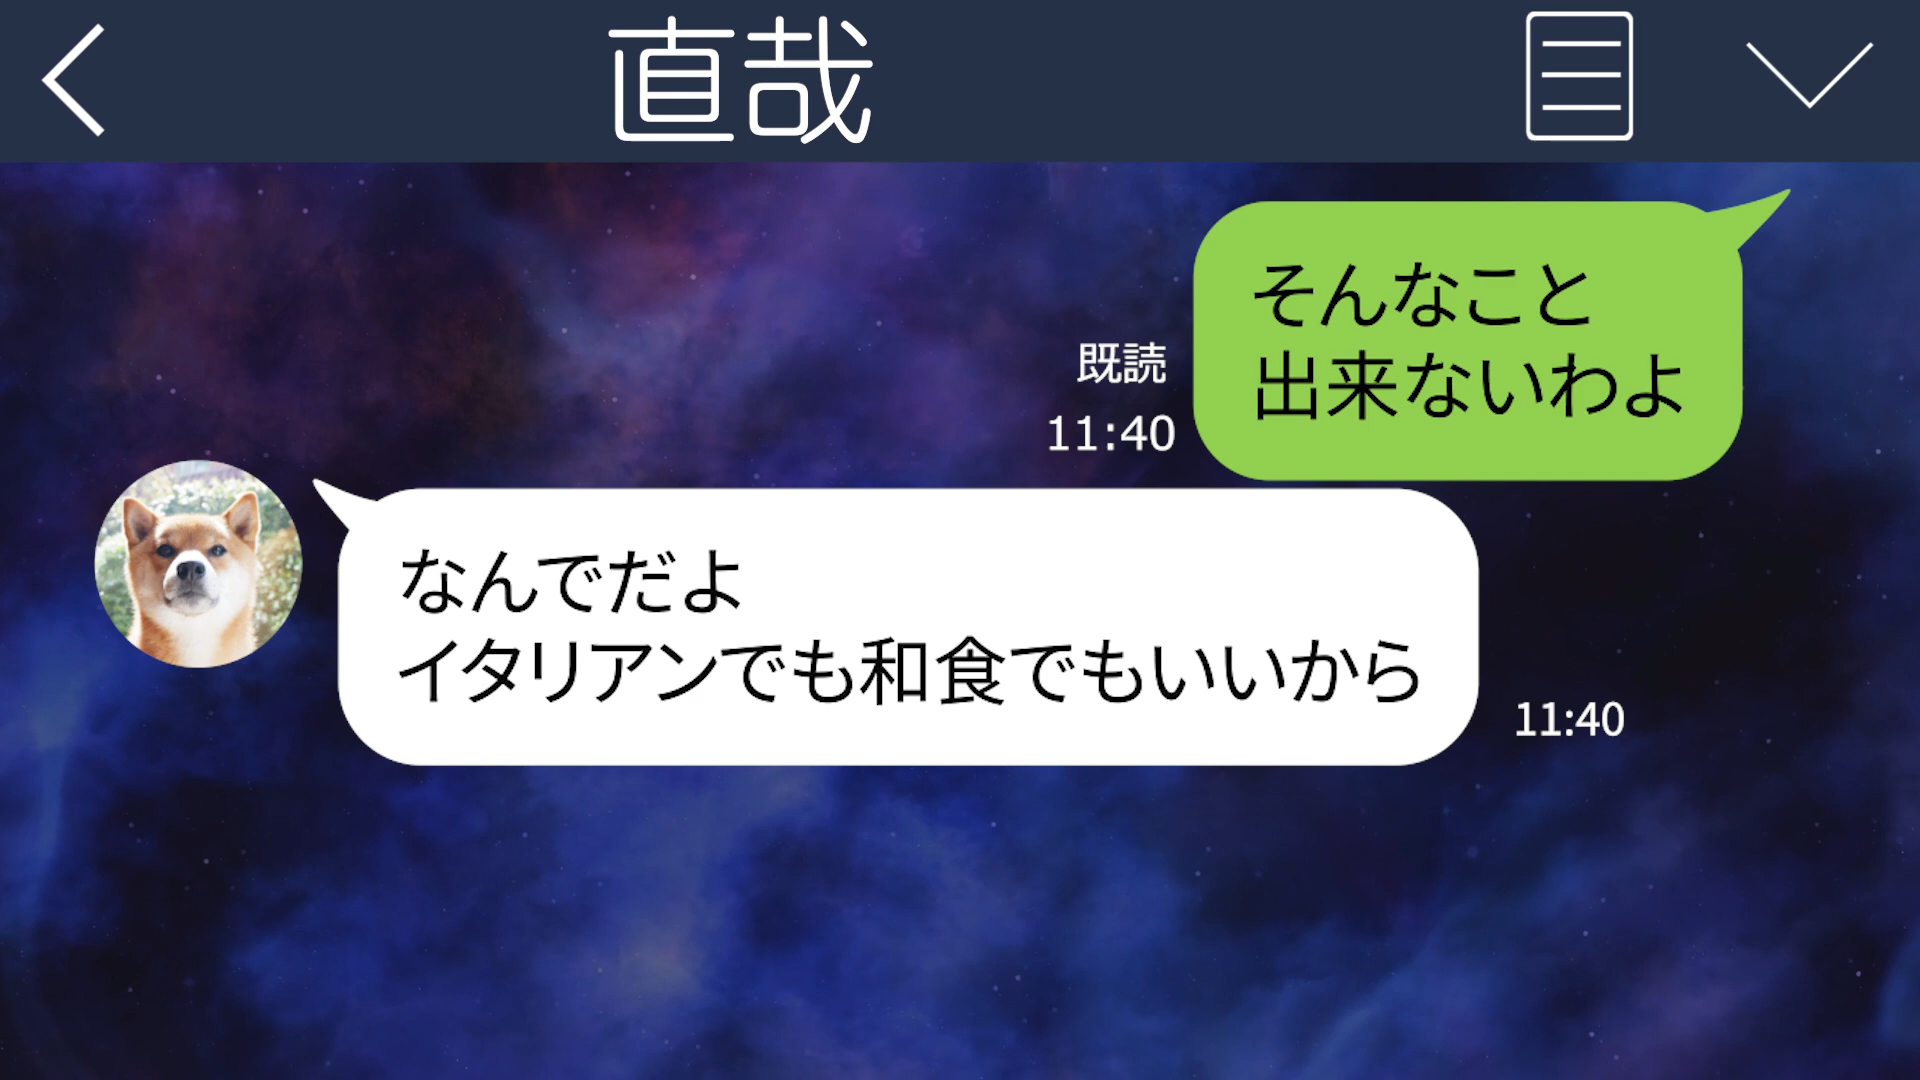 直哉
そんなこと
出来ないわよ
既読
11:40
なんでだよ
イタリアンでも和食でもいいから
11:40